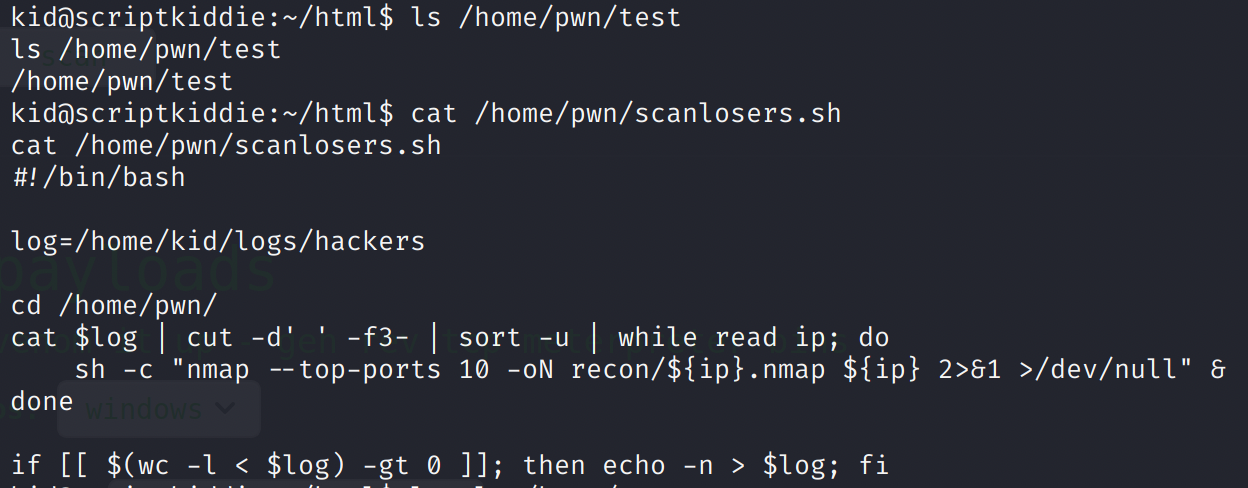 kid@scriptkiddie:~/html$ ls /home/pwn/test
ls /home/pwn/test
/home/pwn/test
kid@scriptkiddie:~/html$ cat /home/pwn/scanlosers.sh
cat /home/pwn/scanlosers.sh
#!/bin/bash

log=/home/kid/logs/hackers

payloads
cd /home/pwn/
cat $log | cut -d' ' -f3- | sort -u | while read ip; do
    sh -c "nmap --top-ports 10 -oN recon/${ip}.nmap ${ip} 2>&1 >/dev/null" &
done
windows

if [[ $(wc -l < $log) -gt 0 ]]; then echo -n > $log; fi